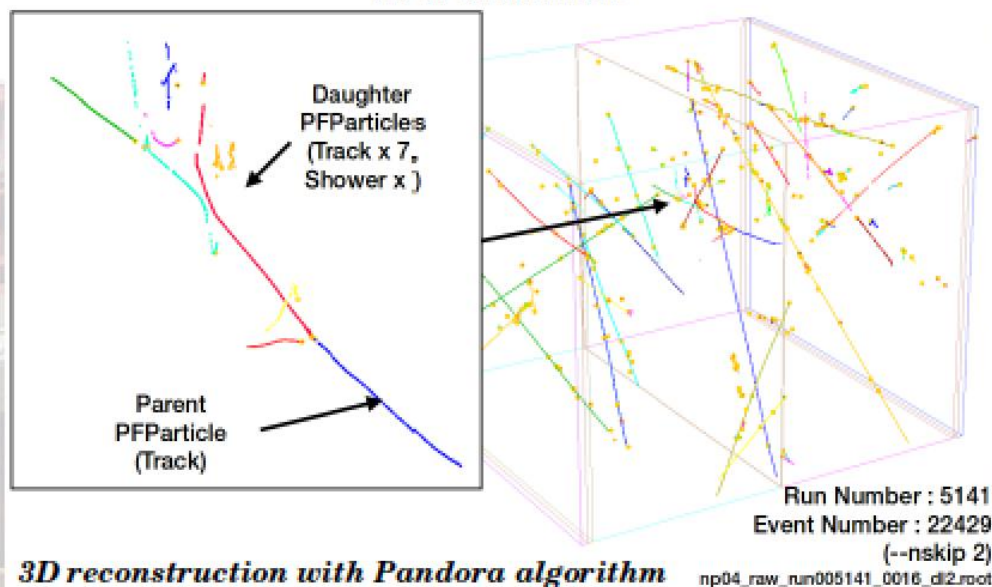 Daughter
PFParticles
(Track x 7,
Shower x )
Parent
PFParticle
(Track)
Run Number : 5141
Event Number : 22429
(--nskip 2)
3D reconstruction with Pandora algorithm
np04_raw_run005141_0016_dl2.root